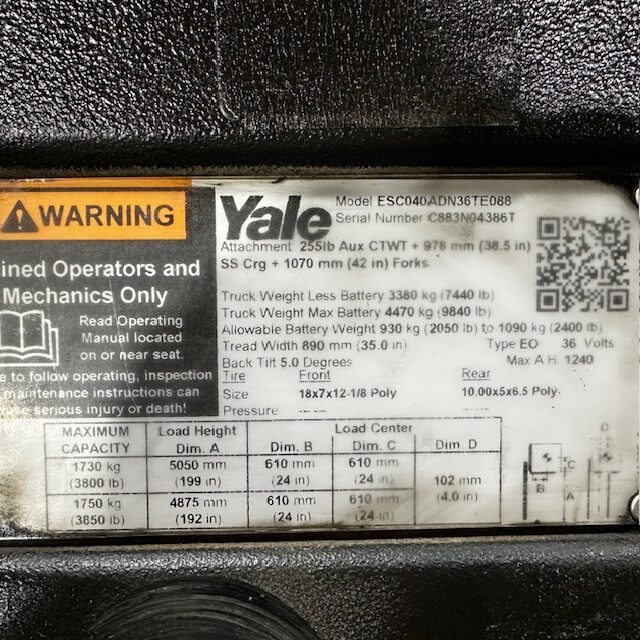 WARNING
ined Operators and
Mechanics Only
Read Operating
Manual located
on or near seat.
e to follow operating, inspection
maintenance instructions can
se serious injury or death!
Yale
Model ESC040ADN36TE088
Serial Number C883N04386T
Attachment 255lb Aux CTWT + 978 mm (38.5 in)
SS Crg + 1070 mm (42 in) Forks
Truck Weight Less Battery 3380 kg (7440 lb)
Truck Weight Max Battery 4470 kg (9840 lb)
Allowable Battery Weight 930 kg (2050 lb) to 1090 kg (2400 lb)
Tread Width 890 mm (35.0 in) Type EO 36 Volts
Back Tilt 5.0 Degrees Max A H 1240
Tire Front Rear
Size 18x7x12-1/8 Poly 10.00x5x6.5 Poly
Pressure
MAXIMUM CAPACITY Load Height Dim. A Load Center
Dim. B Dim. C Dim. D
1730 kg 5050 mm 610 mm 610 mm
(3800 lb) (199 in) (24 in) (24 in) 102 mm
1750 kg 4875 mm 610 mm 610 mm (4.0 in)
(3850 lb) (192 in) (24 in) (24 in)
B
C
A
D